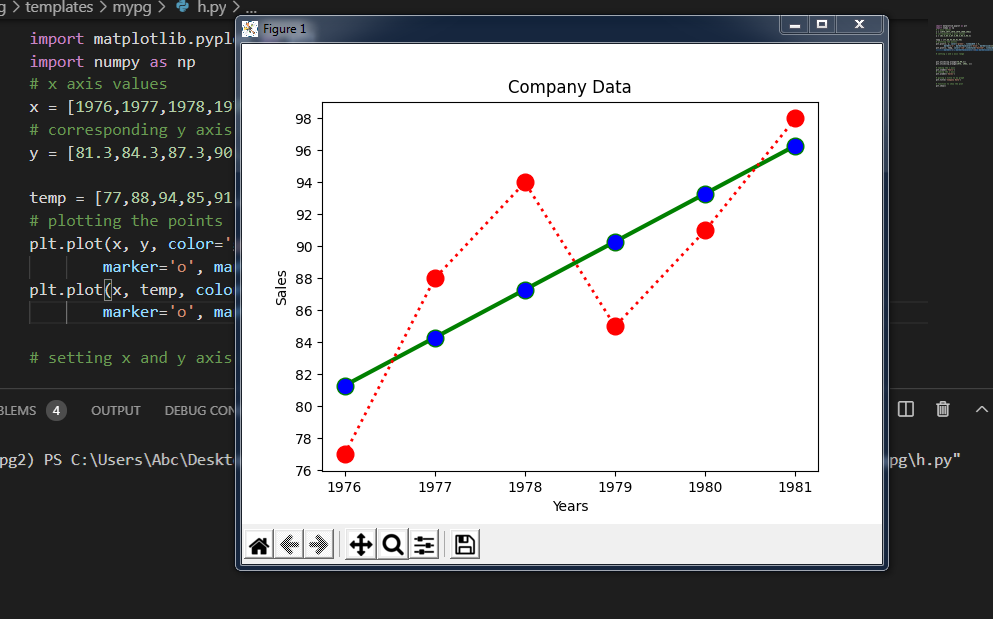 g > templates > mypg > h.py > ...
Figure 1
import matplotlib.pyplo
import numpy as np
# x axis values
x = [1976,1977,1978,197
# corresponding y axis
y = [81.3,84.3,87.3,90
temp = [77,88,94,85,91
# plotting the points
plt.plot(x, y, color='
marker='o', ma
plt.plot(x, temp, colo
marker='o', ma
# setting x and y axis
Company Data
98
96
94
92
90
88
86
84
82
80
78
76
Sales
1976 1977 1978 1979 1980 1981
Years
BLEMS 4 OUTPUT DEBUG CON
pg2) PS C:\Users\Abc\Deskt
pg\h.py"